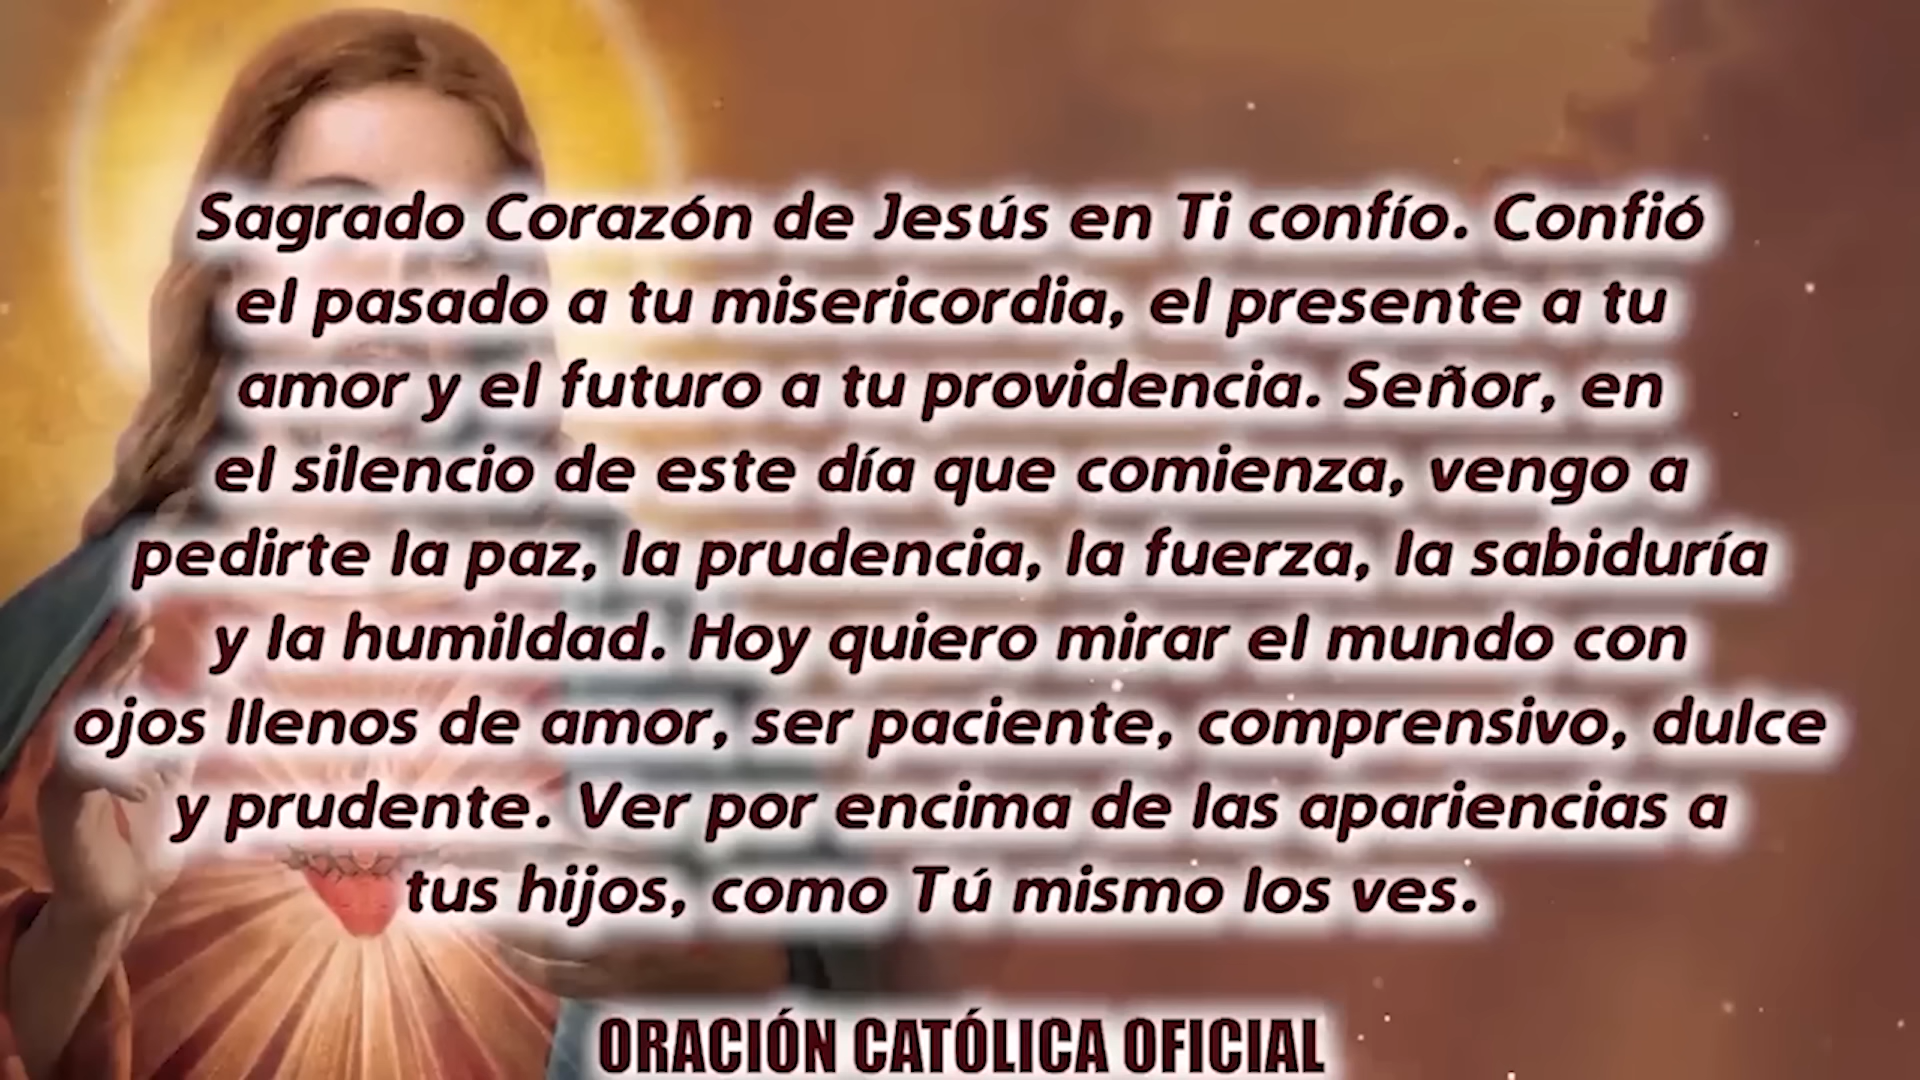 Sagrado Corazón de Jesús en Ti confío. Confió
el pasado a tu misericordia, el presente a tu
amor y el futuro a tu providencia. Señor, en
el silencio de este día que comienza, vengo a
pedirte la paz, la prudencia, la fuerza, la sabiduría
y la humildad. Hoy quiero mirar el mundo con
ojos llenos de amor, ser paciente, comprensivo, dulce
y prudente. Ver por encima de las apariencias a
tus hijos, como Tú mismo los ves.
ORACIÓN CATÓLICA OFICIAL